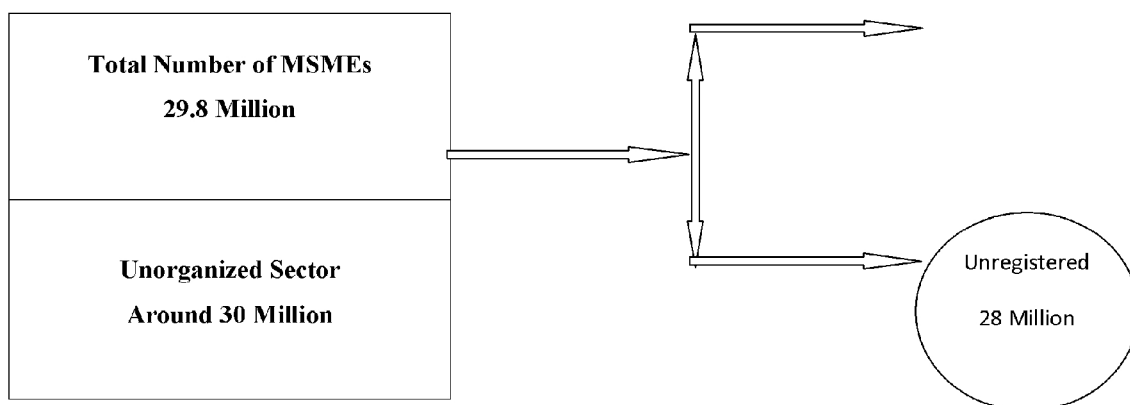 Total Number of MSMEs
29.8 Million
Unorganized Sector
Around 30 Million
Unregistered
28 Million